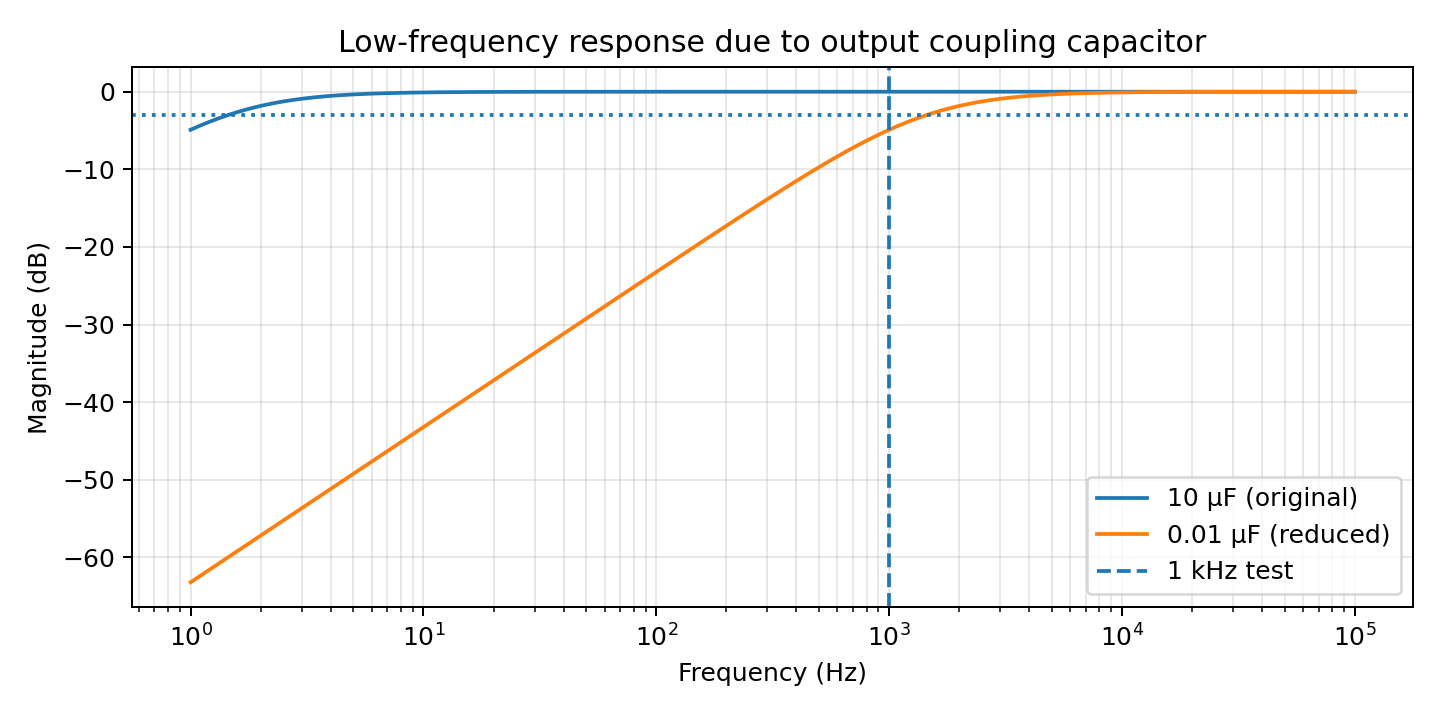 Low-frequency response due to output coupling capacitor
Magnitude (dB)
0
−10
−20
−30
−40
−50
−60
10 µF (original)
0.01 µF (reduced)
1 kHz test
10⁰
10¹
10²
10³
10⁴
10⁵
Frequency (Hz)